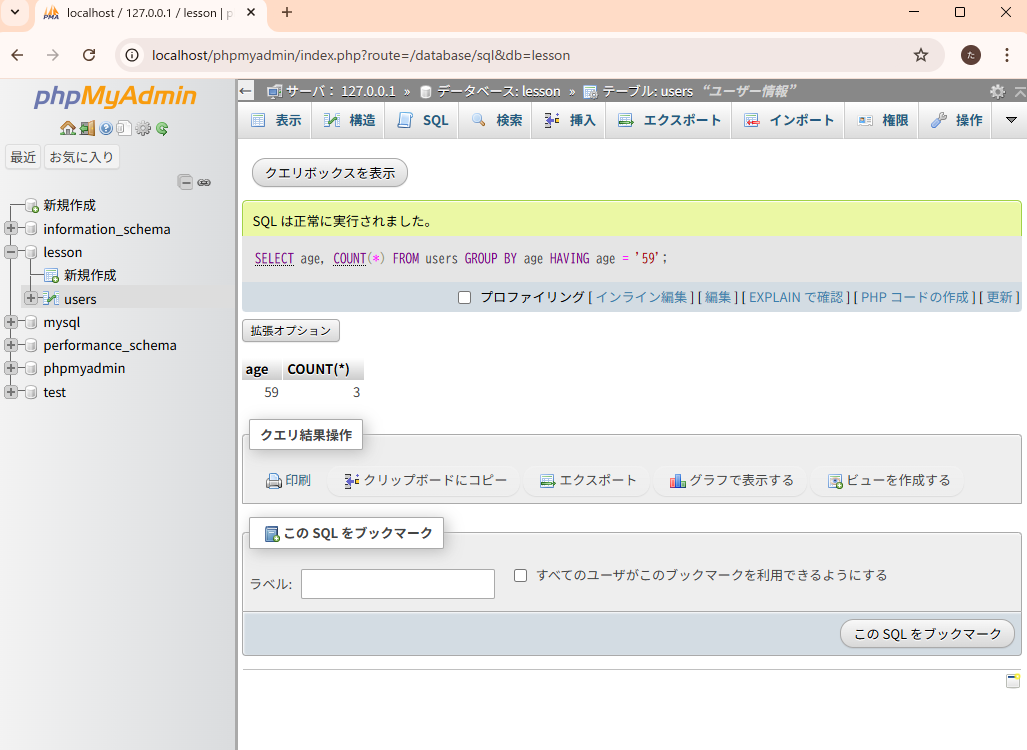 localhost / 127.0.0.1 / lesson | p
localhost/phpmyadmin/index.php?route=/database/sql&db=lesson
た
phpMyAdmin
最近 お気に入り
新規作成
information_schema
lesson
新規作成
users
mysql
performance_schema
phpmyadmin
test
サーバ: 127.0.0.1 » データベース: lesson » テーブル: users “ユーザー情報”
表示 構造 SQL 検索 挿入 エクスポート インポート 権限 操作
クエリボックスを表示
SQL は正常に実行されました。
SELECT age, COUNT(*) FROM users GROUP BY age HAVING age = '59';
プロファイリング [ インライン編集 ] [ 編集 ] [ EXPLAIN で確認 ] [ PHP コードの作成 ] [ 更新 ]
拡張オプション
age COUNT(*)
59 3
クエリ結果操作
印刷 クリップボードにコピー エクスポート グラフで表示する ビューを作成する
この SQL をブックマーク
ラベル: すべてのユーザがこのブックマークを利用できるようにする
この SQL をブックマーク